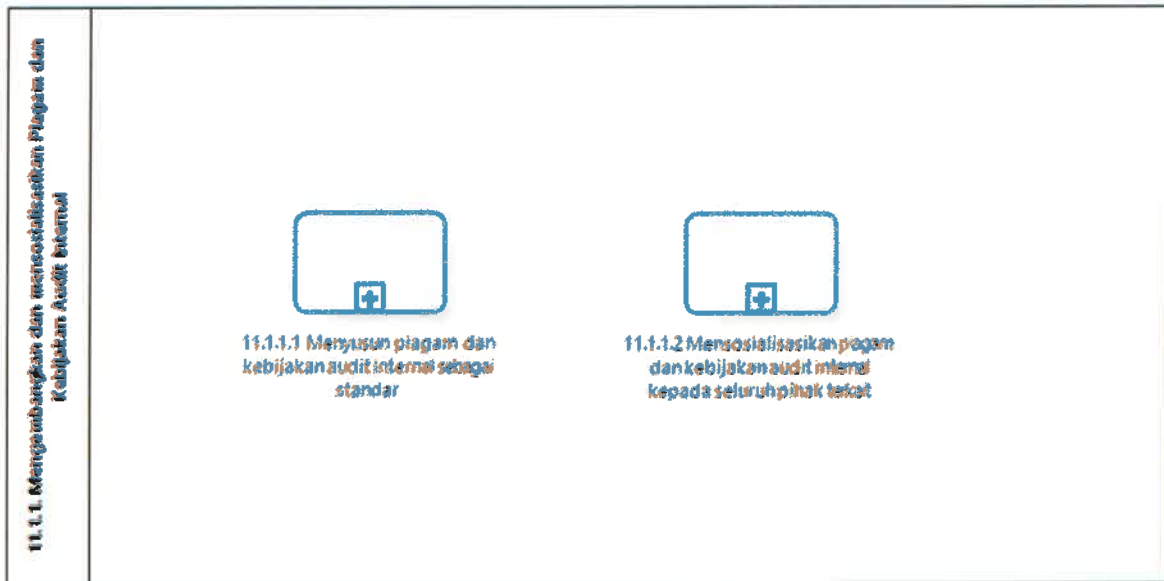 11.1.1. Mengembangkan dan mensosialisasikan Piagam dan
Kebijakan Audit Internal
11.1.1.1 Menyusun piagam dan
kebijakan audit internal sebagai
standar
11.1.1.2 Mensosialisasikan pagam
dan kebijakan audit internal
kepada seluruh pihak terkait